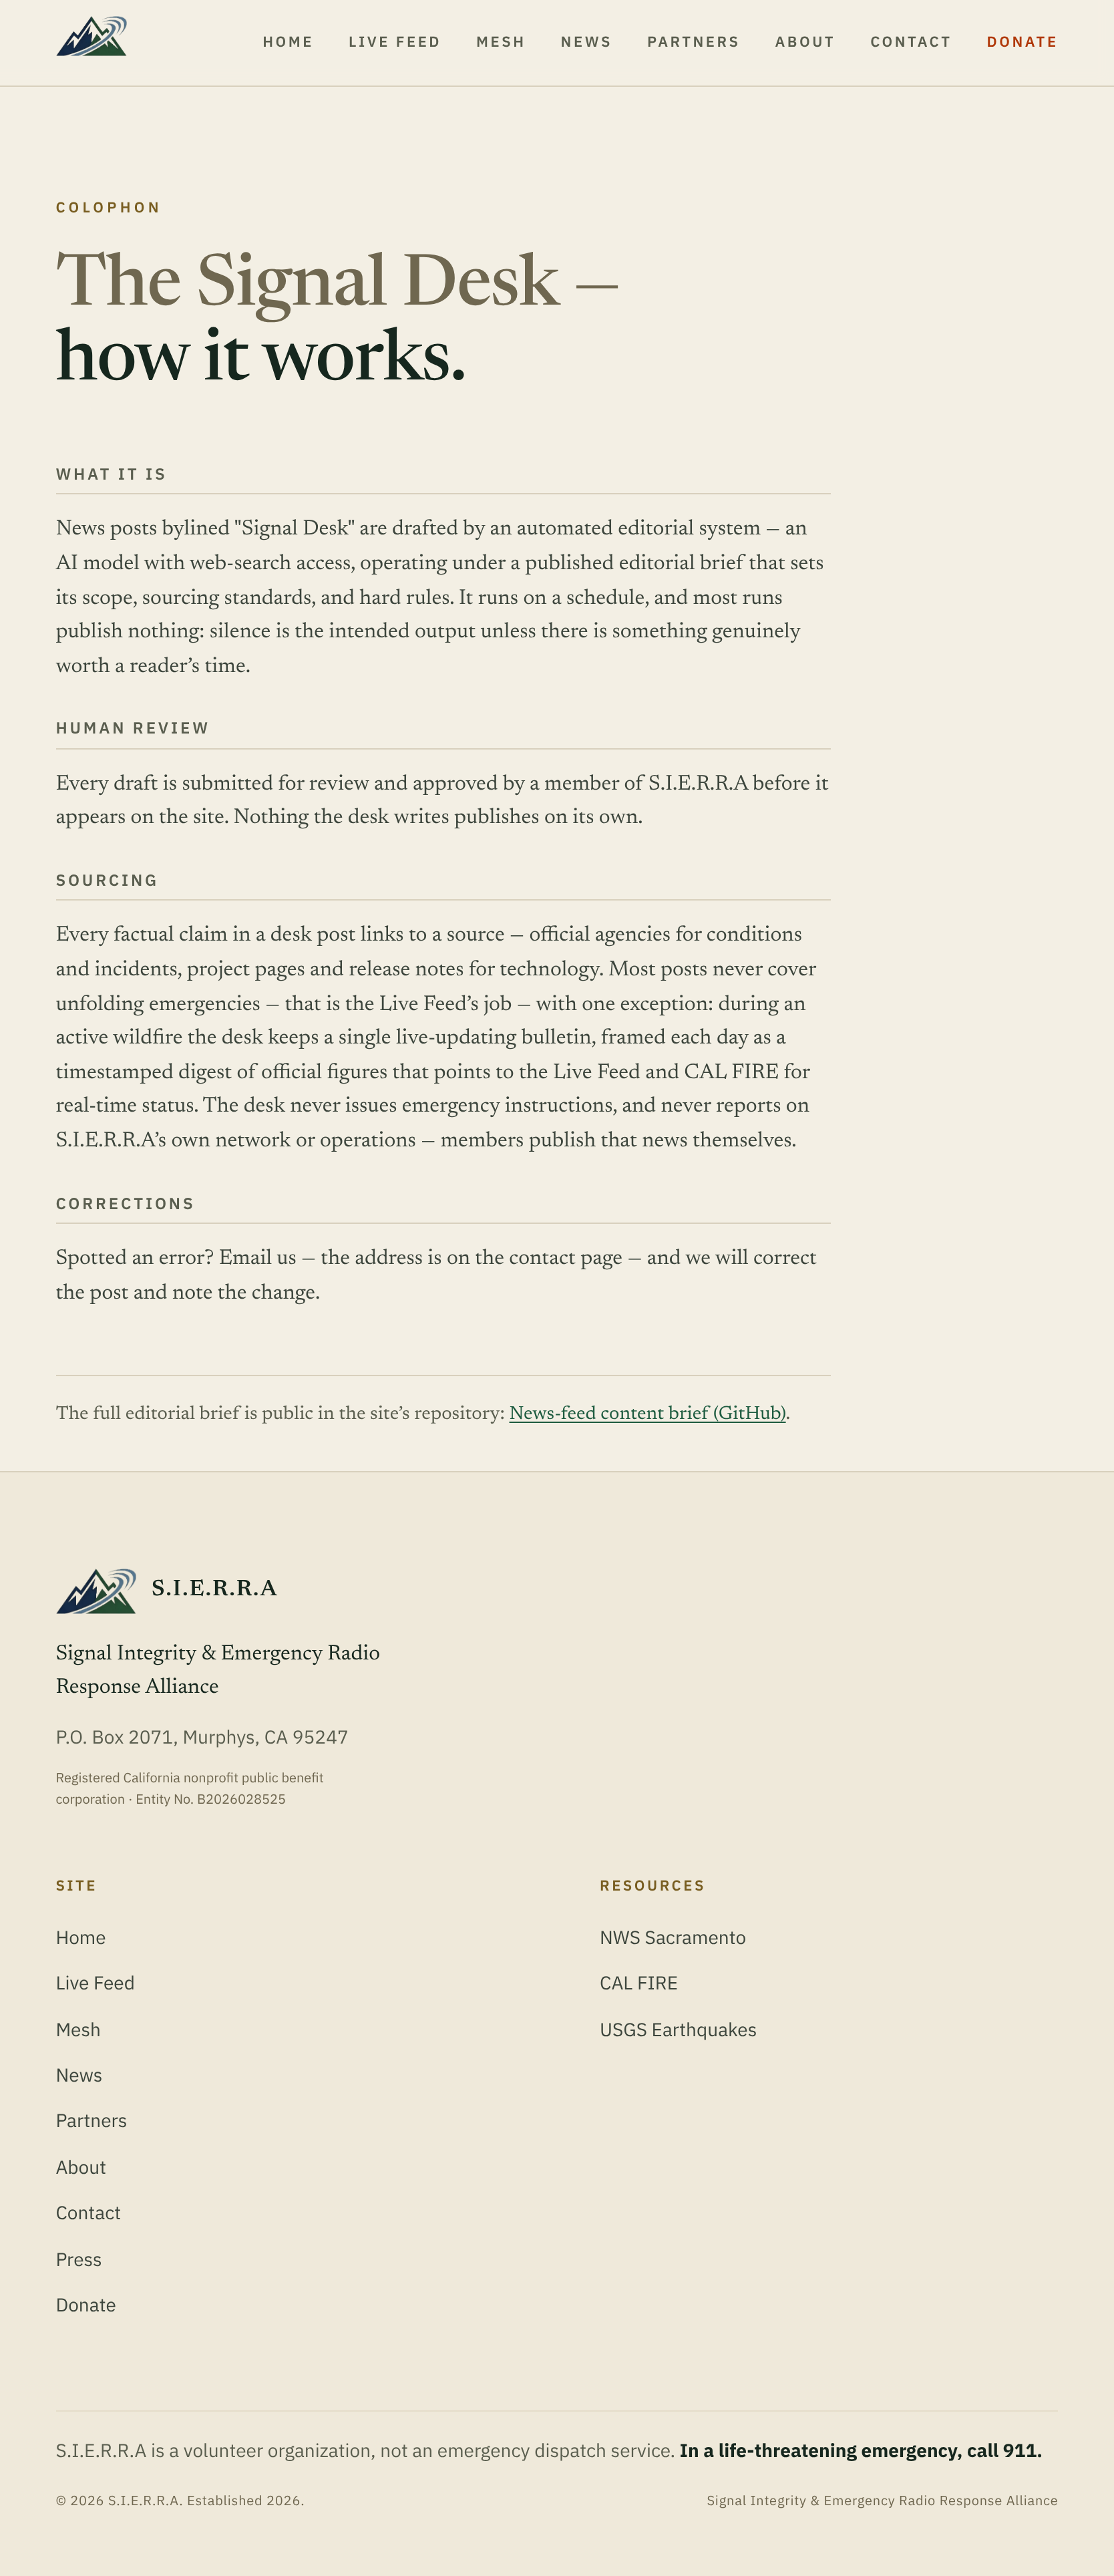 HOME LIVE FEED MESH NEWS PARTNERS ABOUT CONTACT DONATE
COLOPHON
The Signal Desk —
how it works.
WHAT IT IS
News posts bylined "Signal Desk" are drafted by an automated editorial system — an
AI model with web-search access, operating under a published editorial brief that sets
its scope, sourcing standards, and hard rules. It runs on a schedule, and most runs
publish nothing: silence is the intended output unless there is something genuinely
worth a reader’s time.
HUMAN REVIEW
Every draft is submitted for review and approved by a member of S.I.E.R.R.A before it
appears on the site. Nothing the desk writes publishes on its own.
SOURCING
Every factual claim in a desk post links to a source — official agencies for conditions
and incidents, project pages and release notes for technology. Most posts never cover
unfolding emergencies — that is the Live Feed’s job — with one exception: during an
active wildfire the desk keeps a single live-updating bulletin, framed each day as a
timestamped digest of official figures that points to the Live Feed and CAL FIRE for
real-time status. The desk never issues emergency instructions, and never reports on
S.I.E.R.R.A’s own network or operations — members publish that news themselves.
CORRECTIONS
Spotted an error? Email us — the address is on the contact page — and we will correct
the post and note the change.
The full editorial brief is public in the site’s repository: News-feed content brief (GitHub).
S.I.E.R.R.A
Signal Integrity & Emergency Radio
Response Alliance
P.O. Box 2071, Murphys, CA 95247
Registered California nonprofit public benefit
corporation · Entity No. B2026028525
SITE
Home
Live Feed
Mesh
News
Partners
About
Contact
Press
Donate
RESOURCES
NWS Sacramento
CAL FIRE
USGS Earthquakes
S.I.E.R.R.A is a volunteer organization, not an emergency dispatch service. In a life-threatening emergency, call 911.
© 2026 S.I.E.R.R.A. Established 2026.
Signal Integrity & Emergency Radio Response Alliance